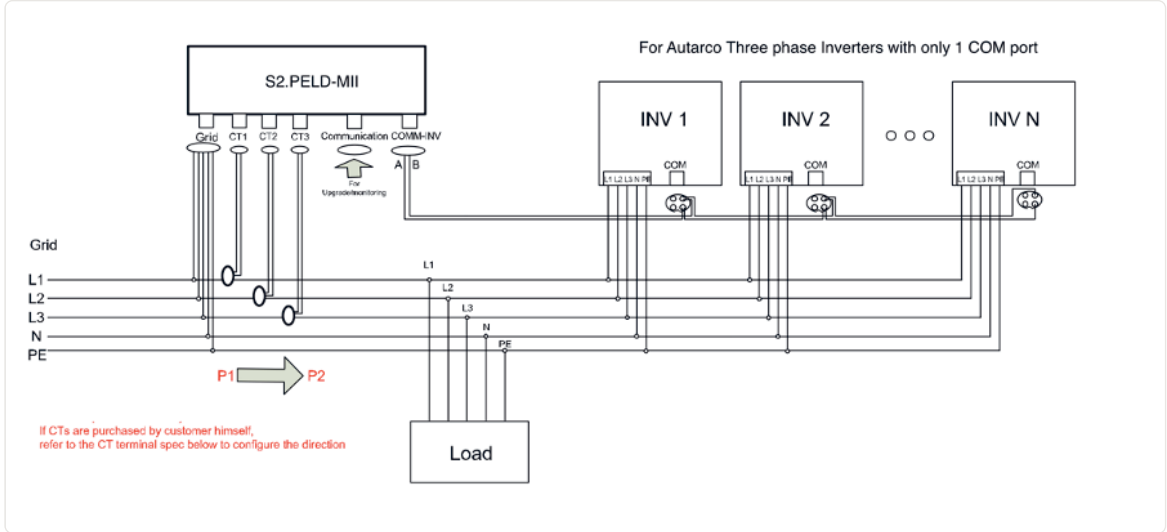 For Autarco Three phase Inverters with only 1 COM port
S2.PELD-MII
Grid CT1 CT2 CT3 Communication COMM-INV
A B
For
Upgrade/monitoring
INV 1
INV 2
INV N
COM
COM
COM
L1 L2 L3 N PE
L1 L2 L3 N PE
L1 L2 L3 N PE
Grid
L1
L2
L3
N
PE
L1
L2
L3
N
PE
P1
P2
If CTs are purchased by customer himself,
refer to the CT terminal spec below to configure the direction
Load